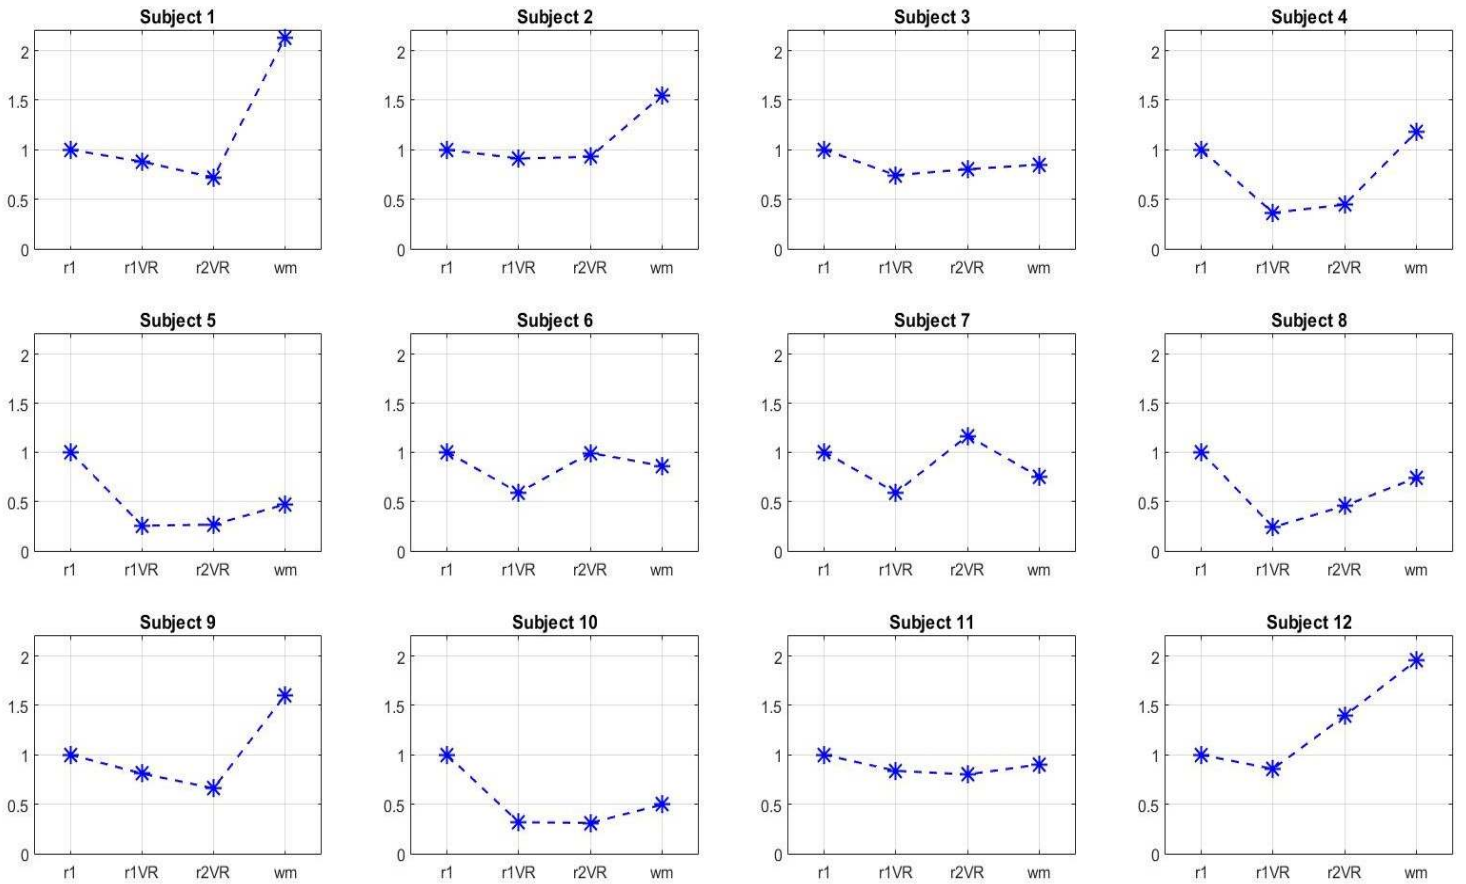 Subject 1
2
1.5
1
0.5
0
r1 r1VR r2VR wm
Subject 2
2
1.5
1
0.5
0
r1 r1VR r2VR wm
Subject 3
2
1.5
1
0.5
0
r1 r1VR r2VR wm
Subject 4
2
1.5
1
0.5
0
r1 r1VR r2VR wm
Subject 5
2
1.5
1
0.5
0
r1 r1VR r2VR wm
Subject 6
2
1.5
1
0.5
0
r1 r1VR r2VR wm
Subject 7
2
1.5
1
0.5
0
r1 r1VR r2VR wm
Subject 8
2
1.5
1
0.5
0
r1 r1VR r2VR wm
Subject 9
2
1.5
1
0.5
0
r1 r1VR r2VR wm
Subject 10
2
1.5
1
0.5
0
r1 r1VR r2VR wm
Subject 11
2
1.5
1
0.5
0
r1 r1VR r2VR wm
Subject 12
2
1.5
1
0.5
0
r1 r1VR r2VR wm